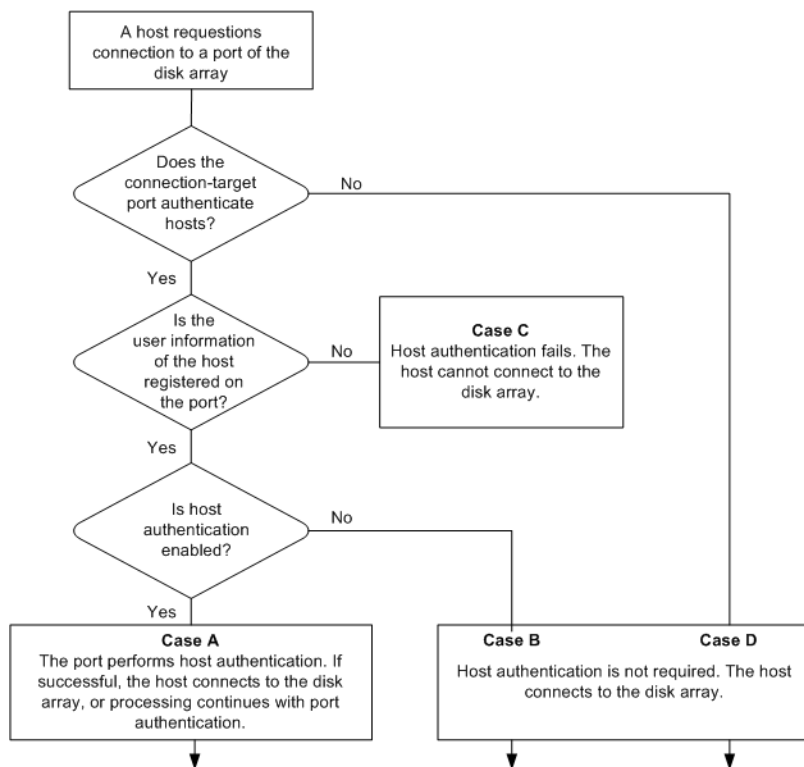 A host requestions
connection to a port of the
disk array
Does the
connection-target
port authenticate
hosts?
No
Yes
Is the
user information
of the host
registered on
the port?
No
Case C
Host authentication fails. The
host cannot connect to the
disk array.
Yes
Is host
authentication
enabled?
No
Yes
Case A
The port performs host authentication. If
successful, the host connects to the disk
array, or processing continues with port
authentication.
Case B
Case D
Host authentication is not required. The host
connects to the disk array.